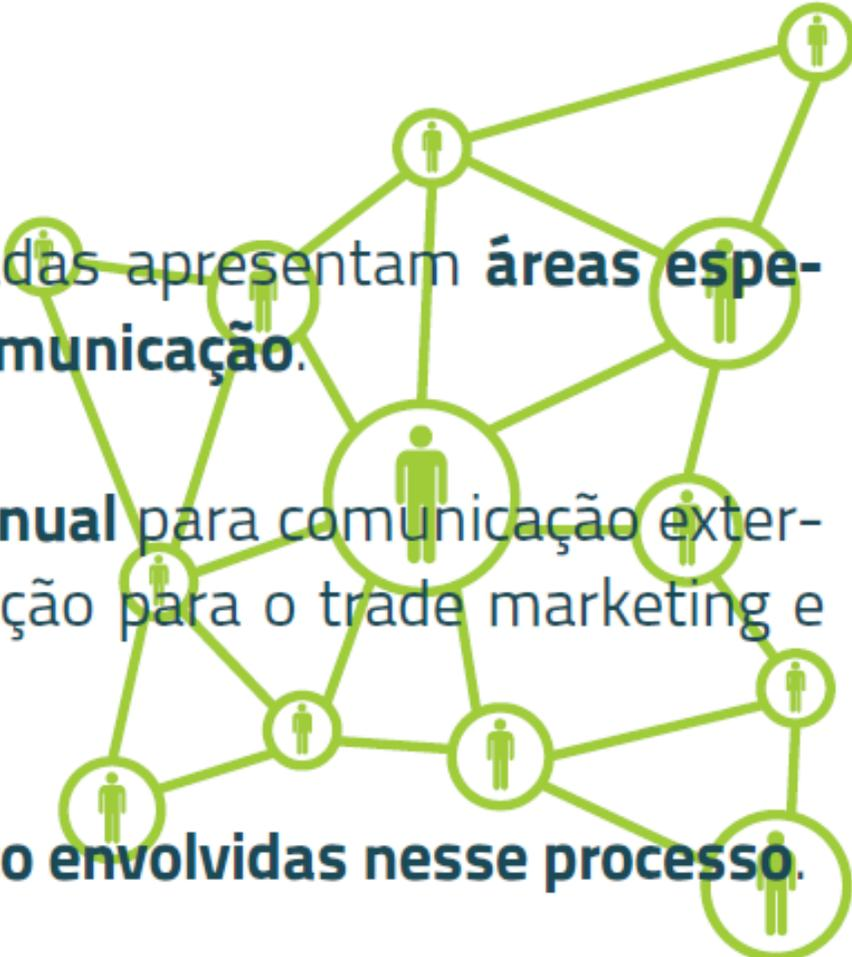 das apresentam áreas espe-
municação.
nual para comunicação exter-
ção para o trade marketing e
o envolvidas nesse processo.